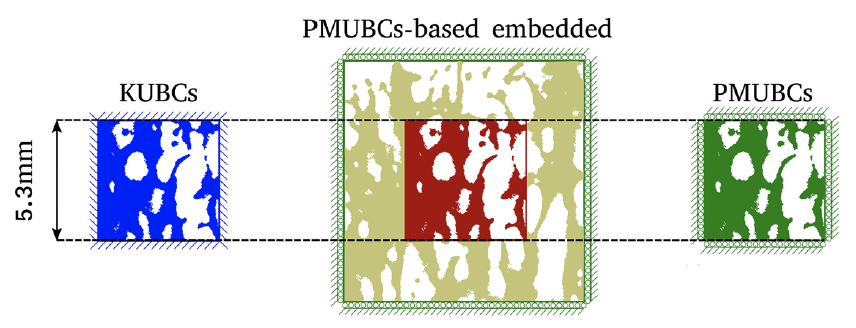 PMUBCs-based embedded
KUBCs
PMUBCs
5.3mm